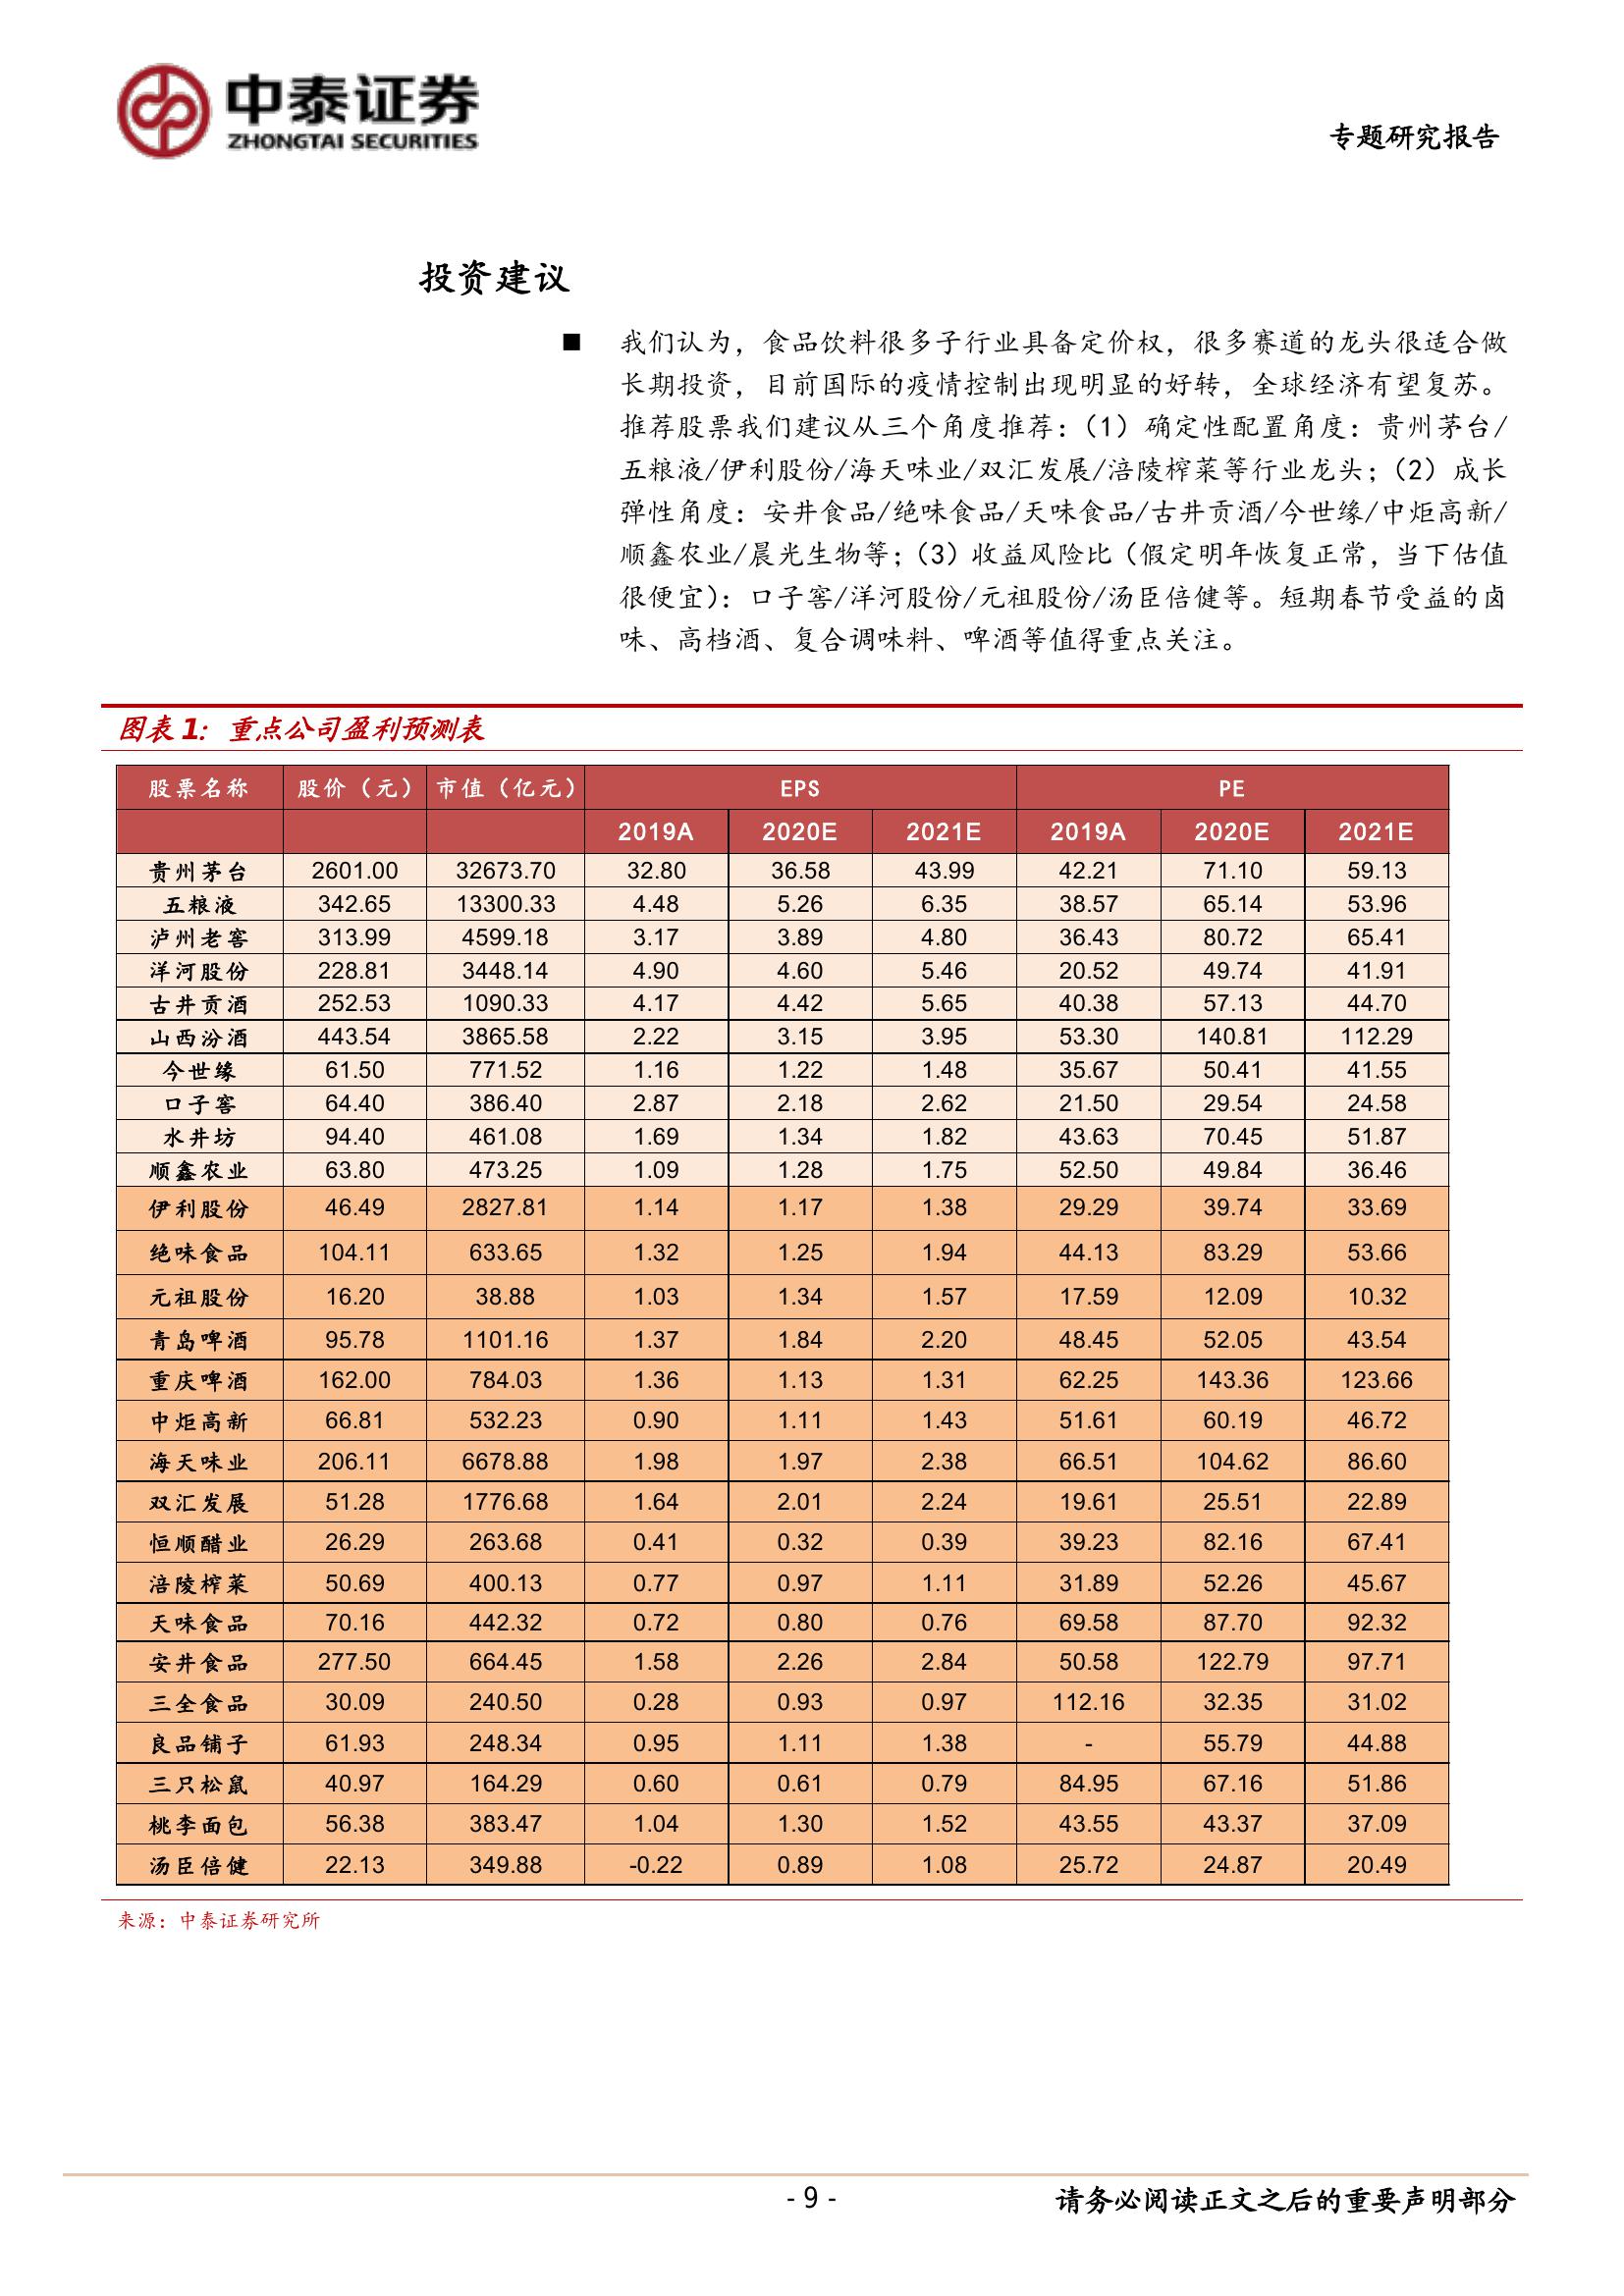 中泰证券
ZHONGTAI SECURITIES
专题研究报告
投资建议
■ 我们认为，食品饮料很多子行业具备定价权，很多赛道的龙头很适合做
长期投资，目前国际的疫情控制出现明显的好转，全球经济有望复苏。
推荐股票我们建议从三个角度推荐：（1）确定性配置角度：贵州茅台/
五粮液/伊利股份/海天味业/双汇发展/涪陵榨菜等行业龙头；（2）成长
弹性角度：安井食品/绝味食品/天味食品/古井贡酒/今世缘/中炬高新/
顺鑫农业/晨光生物等；（3）收益风险比（假定明年恢复正常，当下估值
很便宜）：口子窖/洋河股份/元祖股份/汤臣倍健等。短期春节受益的卤
味、高档酒、复合调味料、啤酒等值得重点关注。
图表 1：重点公司盈利预测表
股票名称 股价（元） 市值（亿元） EPS PE
2019A 2020E 2021E 2019A 2020E 2021E
贵州茅台 2601.00 32673.70 32.80 36.58 43.99 42.21 71.10 59.13
五粮液 342.65 13300.33 4.48 5.26 6.35 38.57 65.14 53.96
泸州老窖 313.99 4599.18 3.17 3.89 4.80 36.43 80.72 65.41
洋河股份 228.81 3448.14 4.90 4.60 5.46 20.52 49.74 41.91
古井贡酒 252.53 1090.33 4.17 4.42 5.65 40.38 57.13 44.70
山西汾酒 443.54 3865.58 2.22 3.15 3.95 53.30 140.81 112.29
今世缘 61.50 771.52 1.16 1.22 1.48 35.67 50.41 41.55
口子窖 64.40 386.40 2.87 2.18 2.62 21.50 29.54 24.58
水井坊 94.40 461.08 1.69 1.34 1.82 43.63 70.45 51.87
顺鑫农业 63.80 473.25 1.09 1.28 1.75 52.50 49.84 36.46
伊利股份 46.49 2827.81 1.14 1.17 1.38 29.29 39.74 33.69
绝味食品 104.11 633.65 1.32 1.25 1.94 44.13 83.29 53.66
元祖股份 16.20 38.88 1.03 1.34 1.57 17.59 12.09 10.32
青岛啤酒 95.78 1101.16 1.37 1.84 2.20 48.45 52.05 43.54
重庆啤酒 162.00 784.03 1.36 1.13 1.31 62.25 143.36 123.66
中炬高新 66.81 532.23 0.90 1.11 1.43 51.61 60.19 46.72
海天味业 206.11 6678.88 1.98 1.97 2.38 66.51 104.62 86.60
双汇发展 51.28 1776.68 1.64 2.01 2.24 19.61 25.51 22.89
恒顺醋业 26.29 263.68 0.41 0.32 0.39 39.23 82.16 67.41
涪陵榨菜 50.69 400.13 0.77 0.97 1.11 31.89 52.26 45.67
天味食品 70.16 442.32 0.72 0.80 0.76 69.58 87.70 92.32
安井食品 277.50 664.45 1.58 2.26 2.84 50.58 122.79 97.71
三全食品 30.09 240.50 0.28 0.93 0.97 112.16 32.35 31.02
良品铺子 61.93 248.34 0.95 1.11 1.38 - 55.79 44.88
三只松鼠 40.97 164.29 0.60 0.61 0.79 84.95 67.16 51.86
桃李面包 56.38 383.47 1.04 1.30 1.52 43.55 43.37 37.09
汤臣倍健 22.13 349.88 -0.22 0.89 1.08 25.72 24.87 20.49
来源：中泰证券研究所
- 9 -
请务必阅读正文之后的重要声明部分